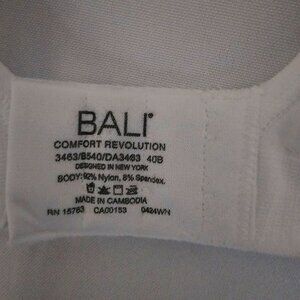 BALI
COMFORT REVOLUTION
3463/B540/DA3463 40B
DESIGNED IN NEW YORK
BODY: 92% Nylon, 8% Spandex.
MADE IN CAMBODIA
RN 15763 CA00153 0424WN